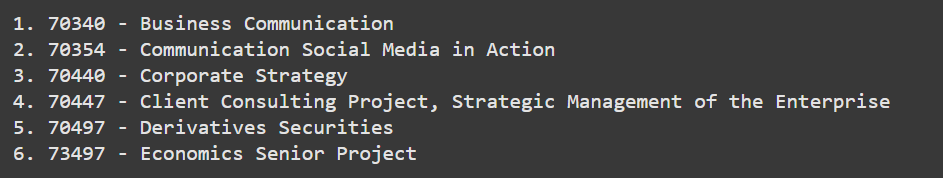 1. 70340 - Business Communication
2. 70354 - Communication Social Media in Action
3. 70440 - Corporate Strategy
4. 70447 - Client Consulting Project, Strategic Management of the Enterprise
5. 70497 - Derivatives Securities
6. 73497 - Economics Senior Project